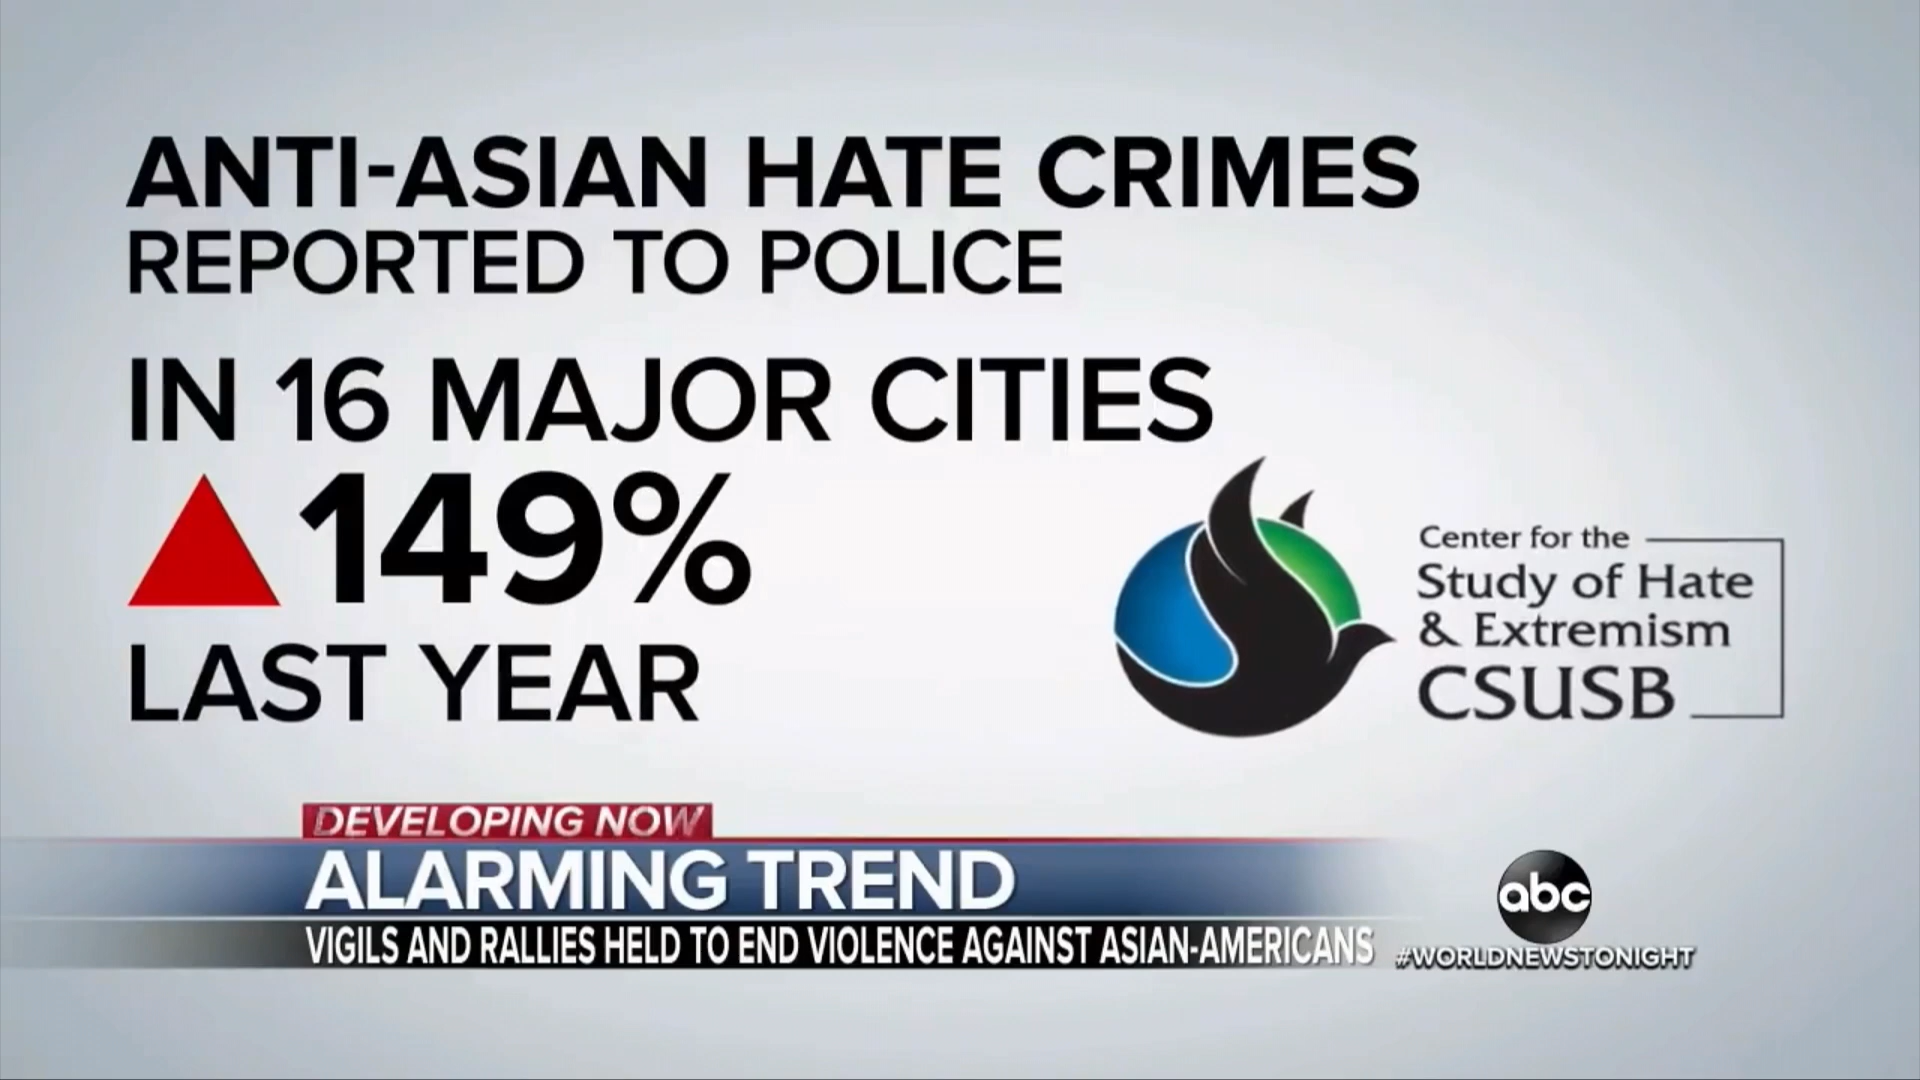 ANTI-ASIAN HATE CRIMES
REPORTED TO POLICE
IN 16 MAJOR CITIES
149%
LAST YEAR
Center for the
Study of Hate
& Extremism
CSUSB
DEVELOPING NOW
ALARMING TREND
VIGILS AND RALLIES HELD TO END VIOLENCE AGAINST ASIAN-AMERICANS
abc
#WORLDNEWSTONIGHT